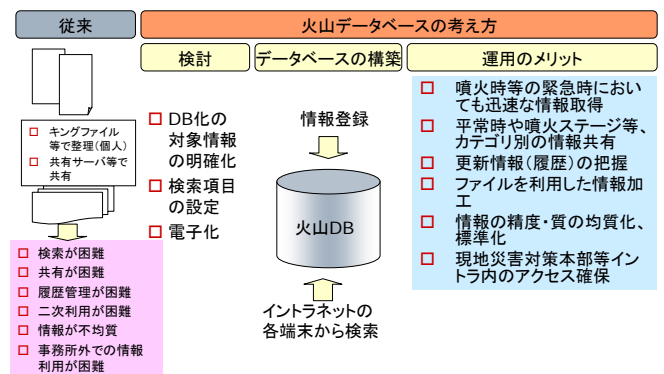 従来
火山データベースの考え方
検討
データベースの構築
運用のメリット
キングファイル
等で整理(個人)
共有サーバ等で
共有
検索が困難
共有が困難
履歴管理が困難
二次利用が困難
情報が不均質
事務所外での情報
利用が困難
DB化の
対象情報
の明確化
検索項目
の設定
電子化
情報登録
火山DB
イントラネットの
各端末から検索
噴火時等の緊急時におい
ても迅速な情報取得
平常時や噴火ステージ等、
カテゴリ別の情報共有
更新情報(履歴)の把握
ファイルを利用した情報加
工
情報の精度・質の均質化、
標準化
現地災害対策本部等イン
トラ内のアクセス確保